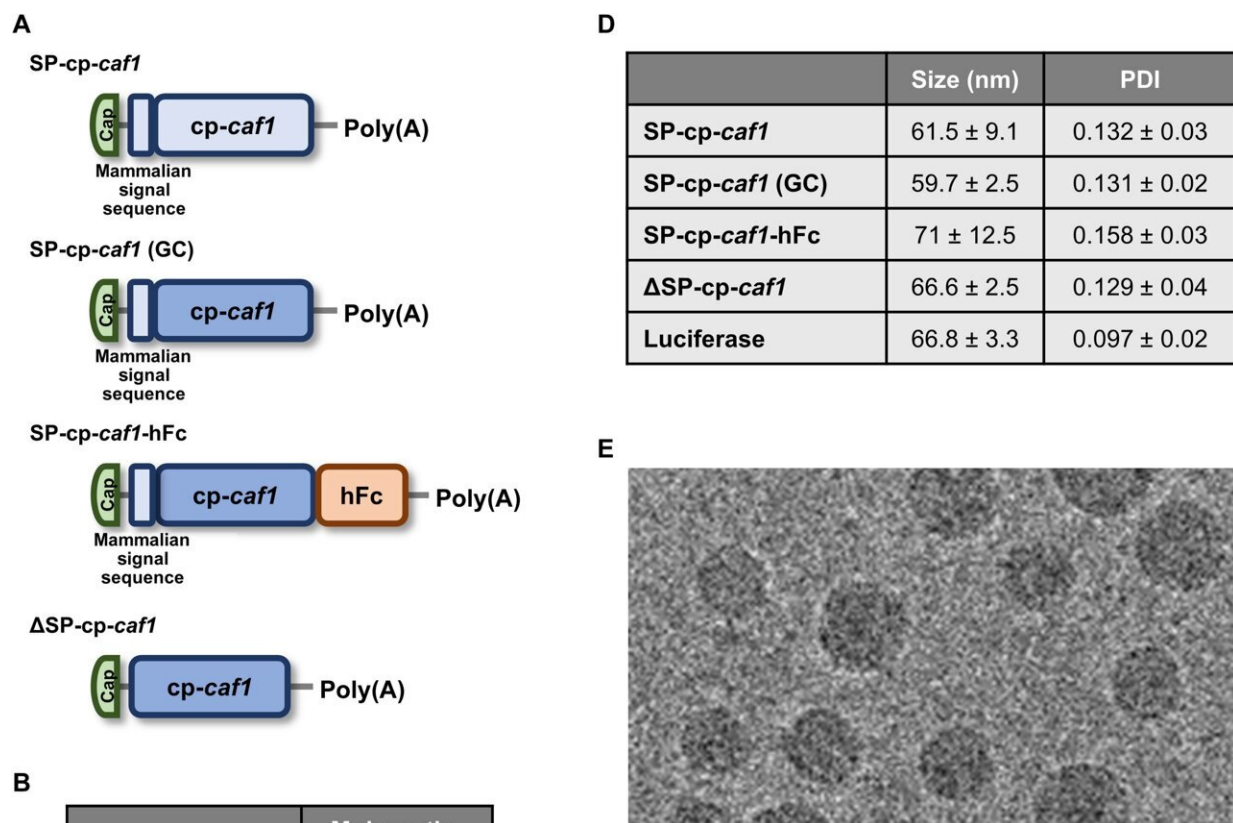 A
SP-cp-caf1
Cap
cp-caf1
Poly(A)
Mammalian
signal
sequence
SP-cp-caf1 (GC)
Cap
cp-caf1
Poly(A)
Mammalian
signal
sequence
SP-cp-caf1-hFc
Cap
cp-caf1
hFc
Poly(A)
Mammalian
signal
sequence
ΔSP-cp-caf1
Cap
cp-caf1
Poly(A)
B
D
Size (nm) PDI
SP-cp-caf1 61.5 ± 9.1 0.132 ± 0.03
SP-cp-caf1 (GC) 59.7 ± 2.5 0.131 ± 0.02
SP-cp-caf1-hFc 71 ± 12.5 0.158 ± 0.03
ΔSP-cp-caf1 66.6 ± 2.5 0.129 ± 0.04
Luciferase 66.8 ± 3.3 0.097 ± 0.02
E